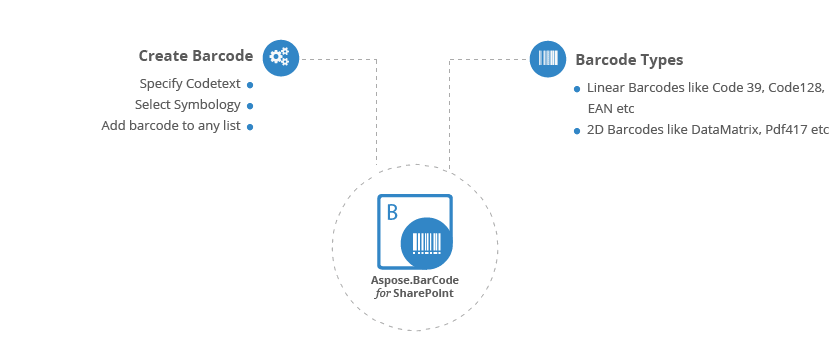 Create Barcode
Specify Codetext
Select Symbology
Add barcode to any list
Barcode Types
Linear Barcodes like Code 39, Code128,
EAN etc
2D Barcodes like DataMatrix, Pdf417 etc
B
Aspose.BarCode
for SharePoint